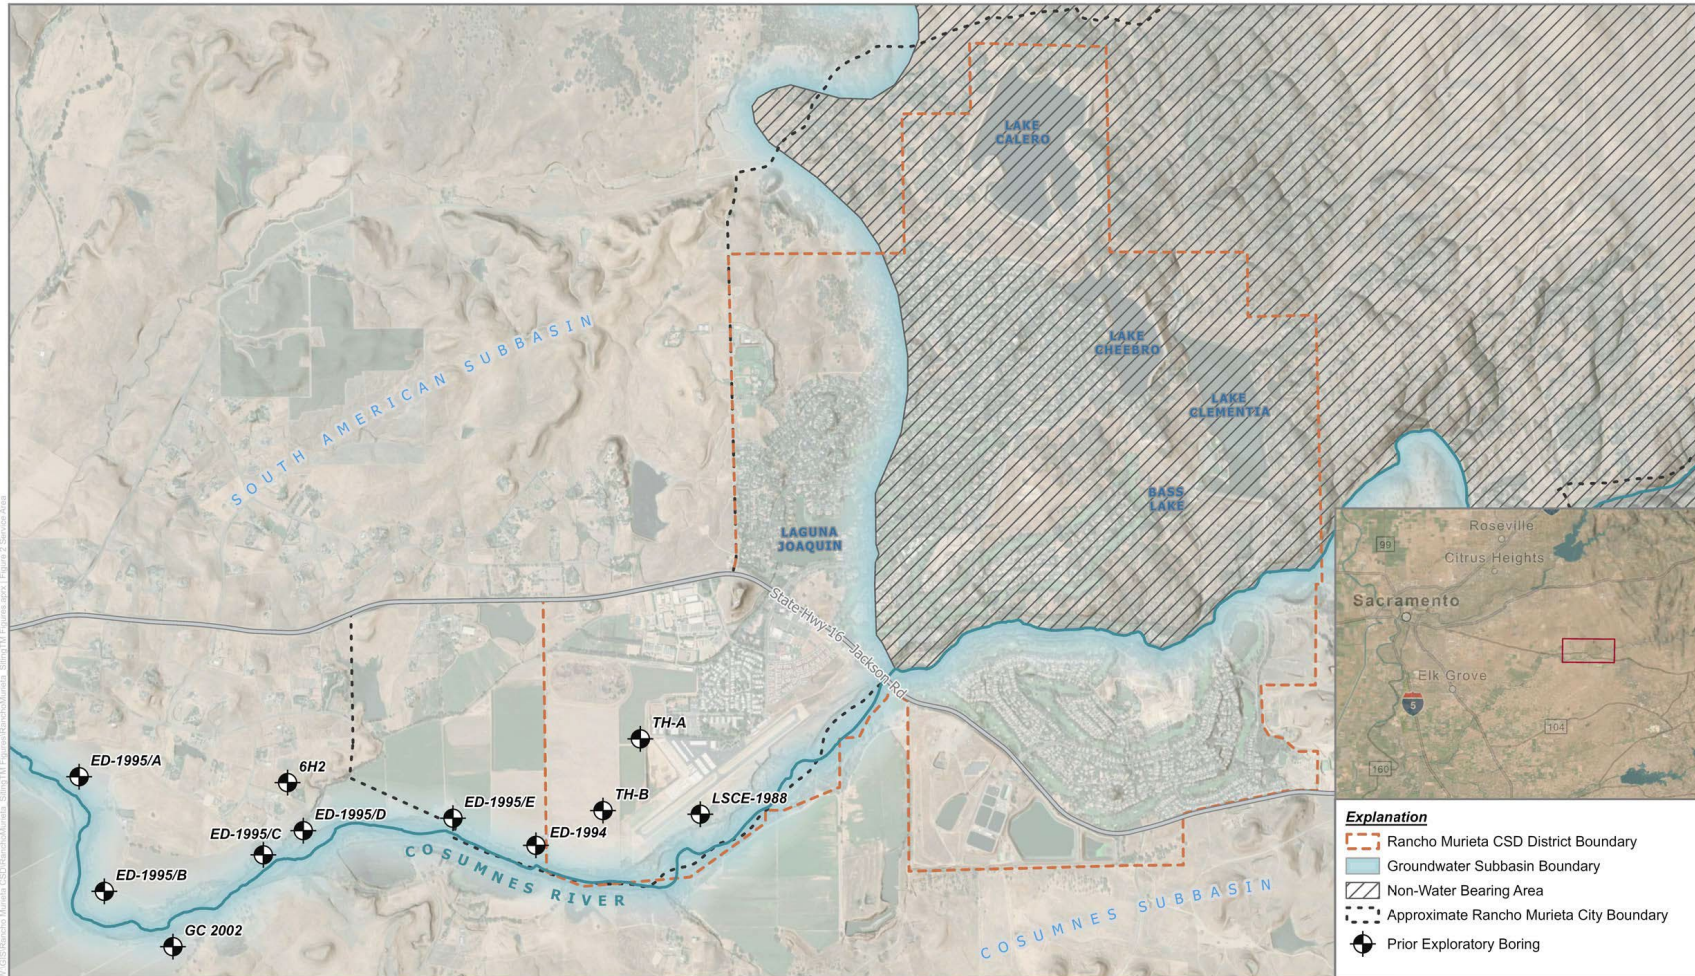 LAKE
CALERO
LAKE
CHEEBRO
LAKE
CLEMENTIA
BASS
LAKE
LAGUNA
JOAQUIN
SOUTH AMERICAN SUBBASIN
State Hwy 16 - Jackson Rd
TH-A
ED-1995/A
6H2
TH-B
LSCE-1988
ED-1995/E
ED-1995/D
ED-1994
ED-1995/C
ED-1995/B
GC 2002
COSUMNES RIVER
COSUMNES SUBBASIN
Roseville
99
Citrus Heights
Sacramento
Elk Grove
5
104
160
Explanation
Rancho Murieta CSD District Boundary
Groundwater Subbasin Boundary
Non-Water Bearing Area
Approximate Rancho Murieta City Boundary
Prior Exploratory Boring